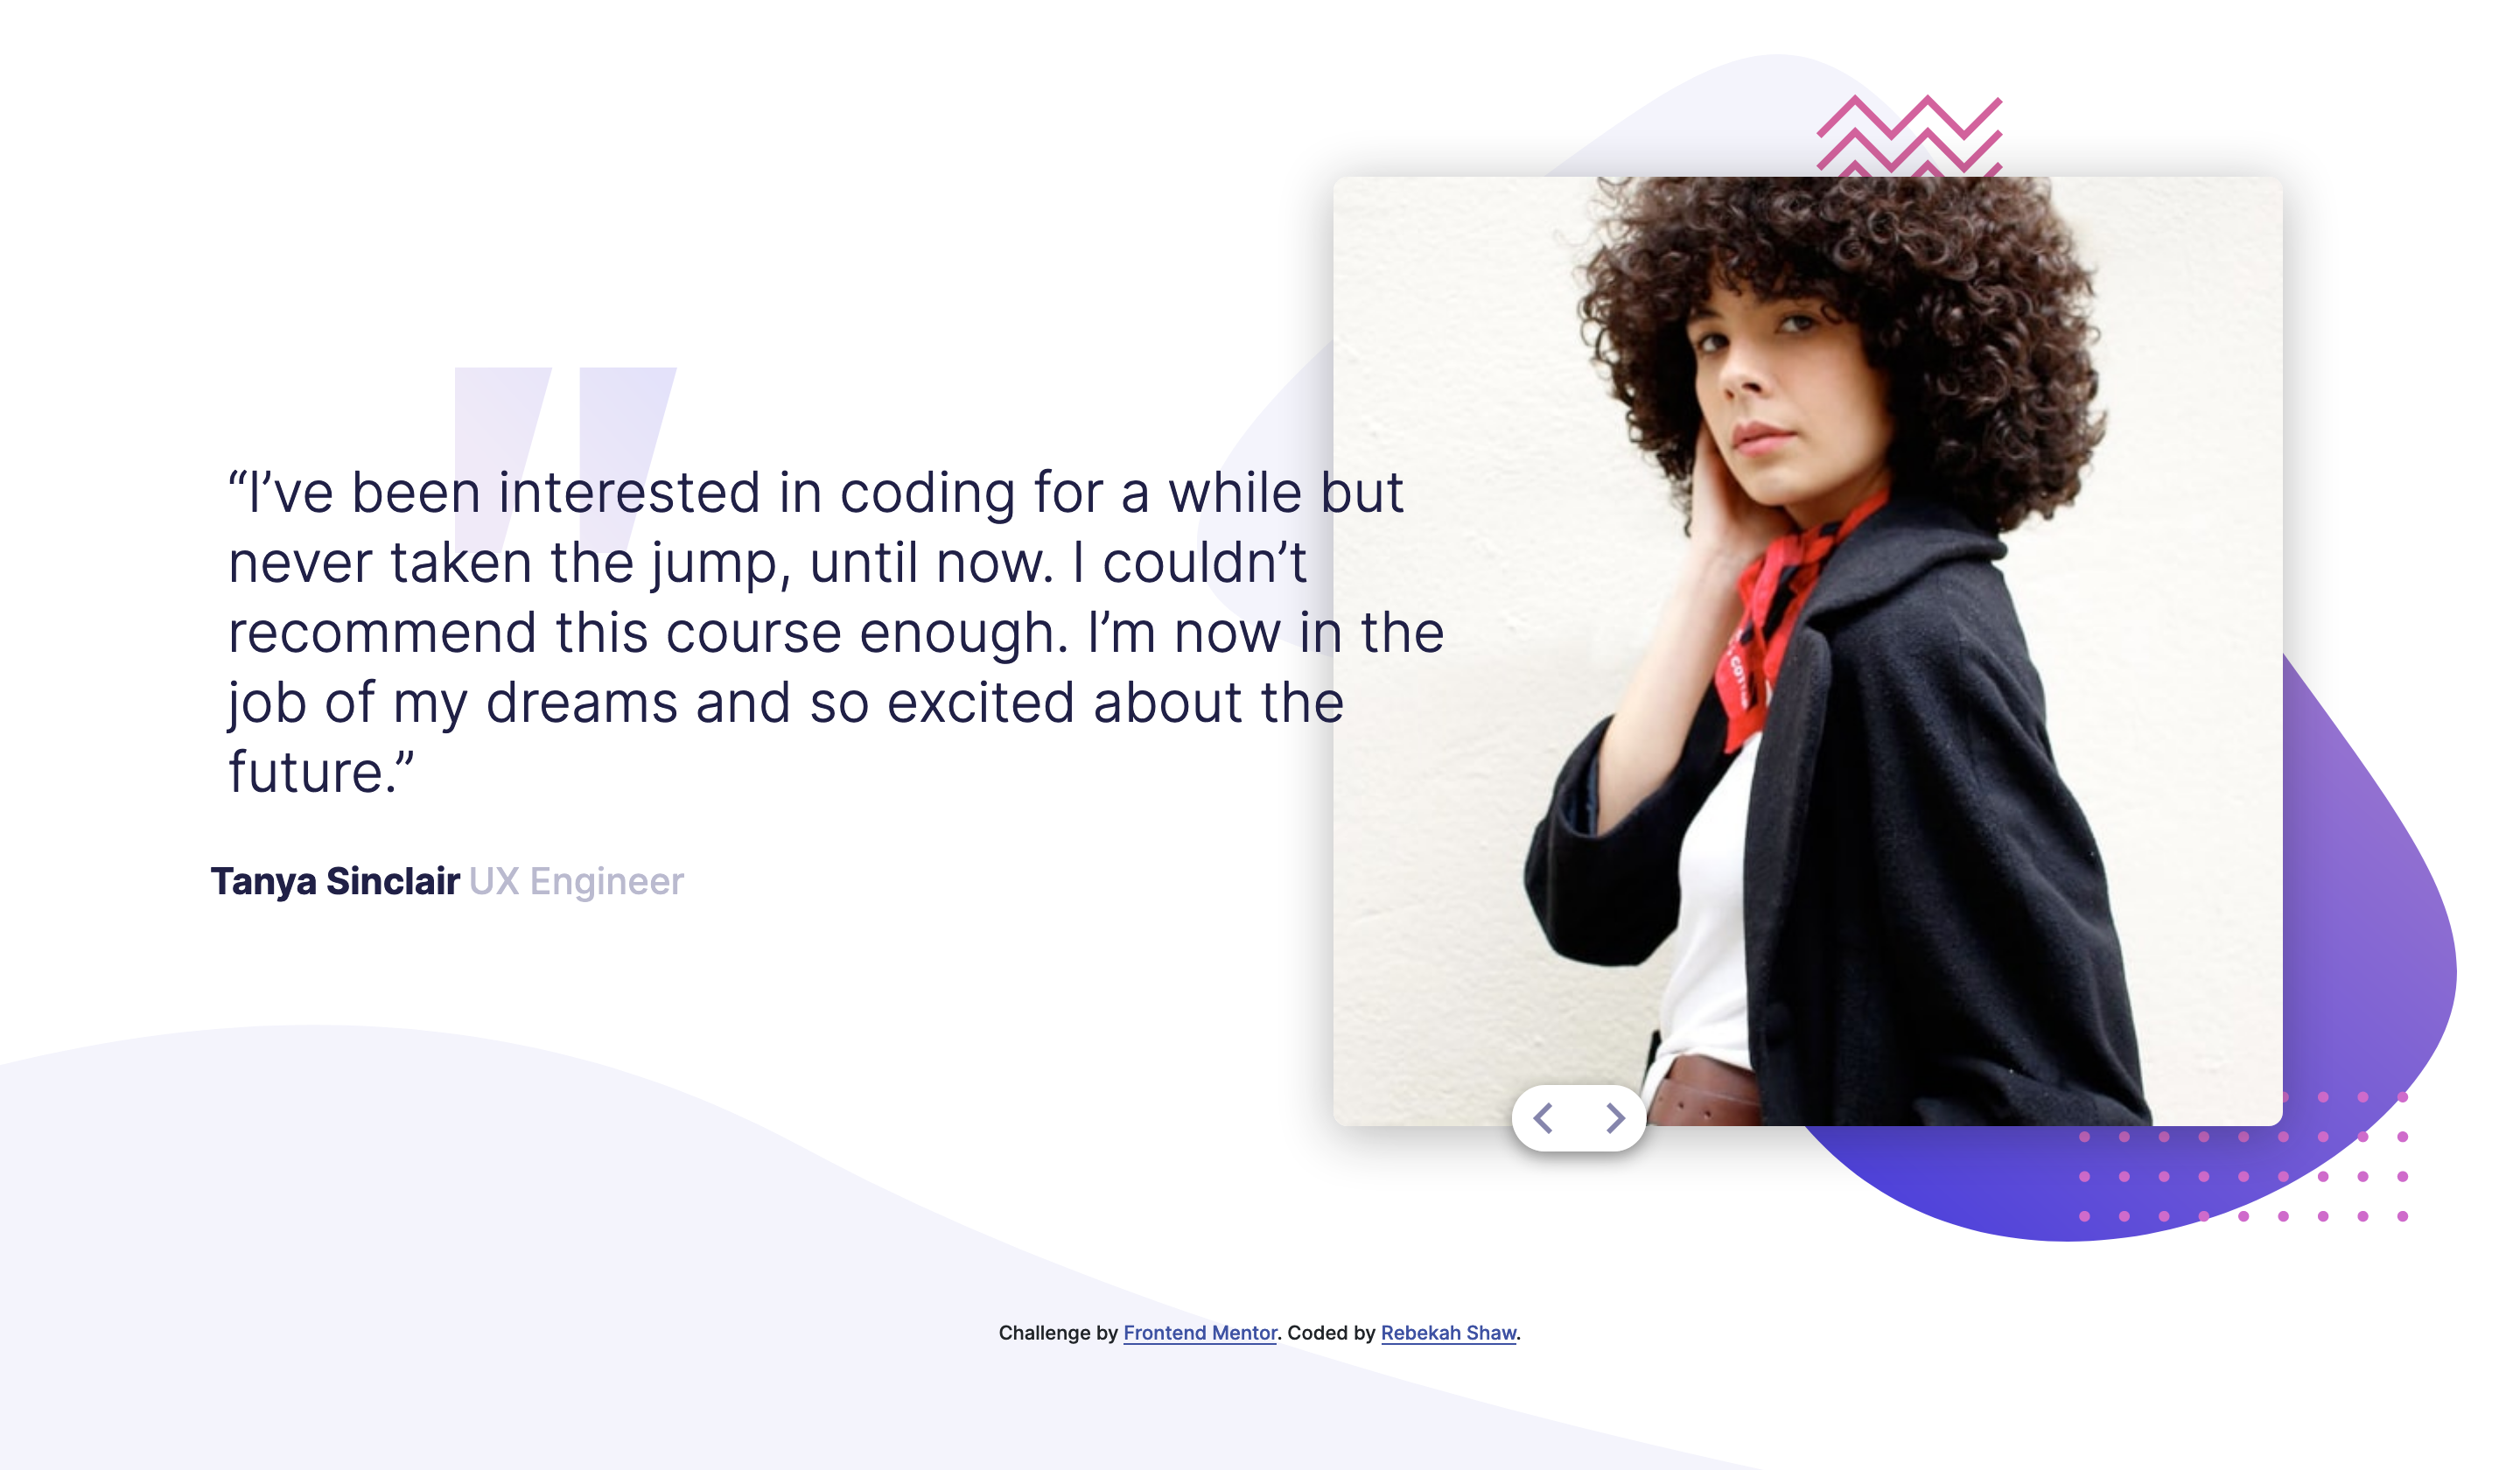 “I’ve been interested in coding for a while but
never taken the jump, until now. I couldn’t
recommend this course enough. I’m now in the
job of my dreams and so excited about the
future.”
Tanya Sinclair UX Engineer
Challenge by Frontend Mentor. Coded by Rebekah Shaw.